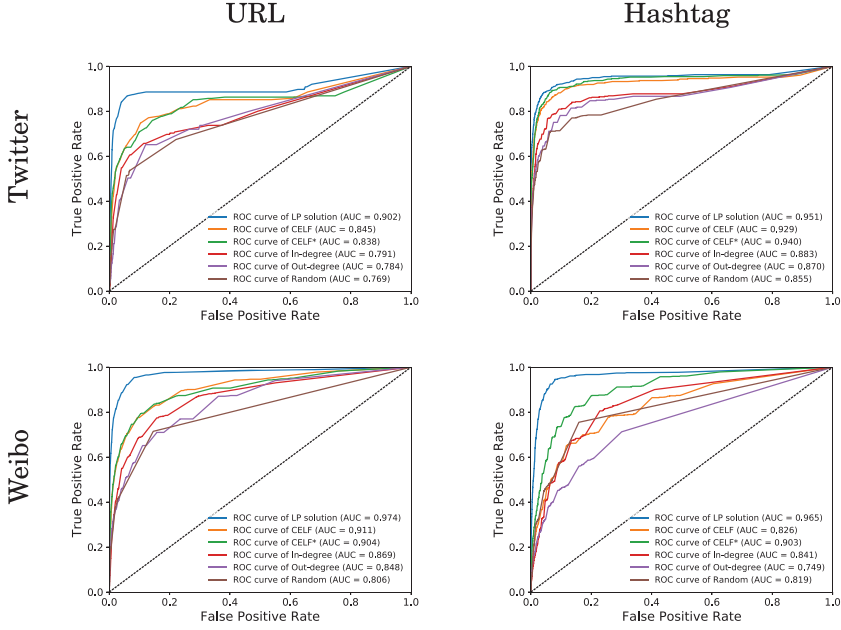 URL
Hashtag
Twitter
1.0
0.8
0.6
0.4
0.2
0.0
True Positive Rate
ROC curve of LP solution (AUC = 0.902)
ROC curve of CELF (AUC = 0.845)
ROC curve of CELF* (AUC = 0.838)
ROC curve of In-degree (AUC = 0.791)
ROC curve of Out-degree (AUC = 0.784)
ROC curve of Random (AUC = 0.769)
0.0 0.2 0.4 0.6 0.8 1.0
False Positive Rate
1.0
0.8
0.6
0.4
0.2
0.0
True Positive Rate
ROC curve of LP solution (AUC = 0.951)
ROC curve of CELF (AUC = 0.929)
ROC curve of CELF* (AUC = 0.940)
ROC curve of In-degree (AUC = 0.883)
ROC curve of Out-degree (AUC = 0.870)
ROC curve of Random (AUC = 0.855)
0.0 0.2 0.4 0.6 0.8 1.0
False Positive Rate
Weibo
1.0
0.8
0.6
0.4
0.2
0.0
True Positive Rate
ROC curve of LP solution (AUC = 0.974)
ROC curve of CELF (AUC = 0,911)
ROC curve of CELF* (AUC = 0.904)
ROC curve of In-degree (AUC = 0.869)
ROC curve of Out-degree (AUC = 0.848)
ROC curve of Random (AUC = 0.806)
0.0 0.2 0.4 0.6 0.8 1.0
False Positive Rate
1.0
0.8
0.6
0.4
0.2
0.0
True Positive Rate
ROC curve of LP solution (AUC = 0.965)
ROC curve of CELF (AUC = 0,826)
ROC curve of CELF* (AUC = 0.903)
ROC curve of In-degree (AUC = 0.841)
ROC curve of Out-degree (AUC = 0.749)
ROC curve of Random (AUC = 0.819)
0.0 0.2 0.4 0.6 0.8 1.0
False Positive Rate